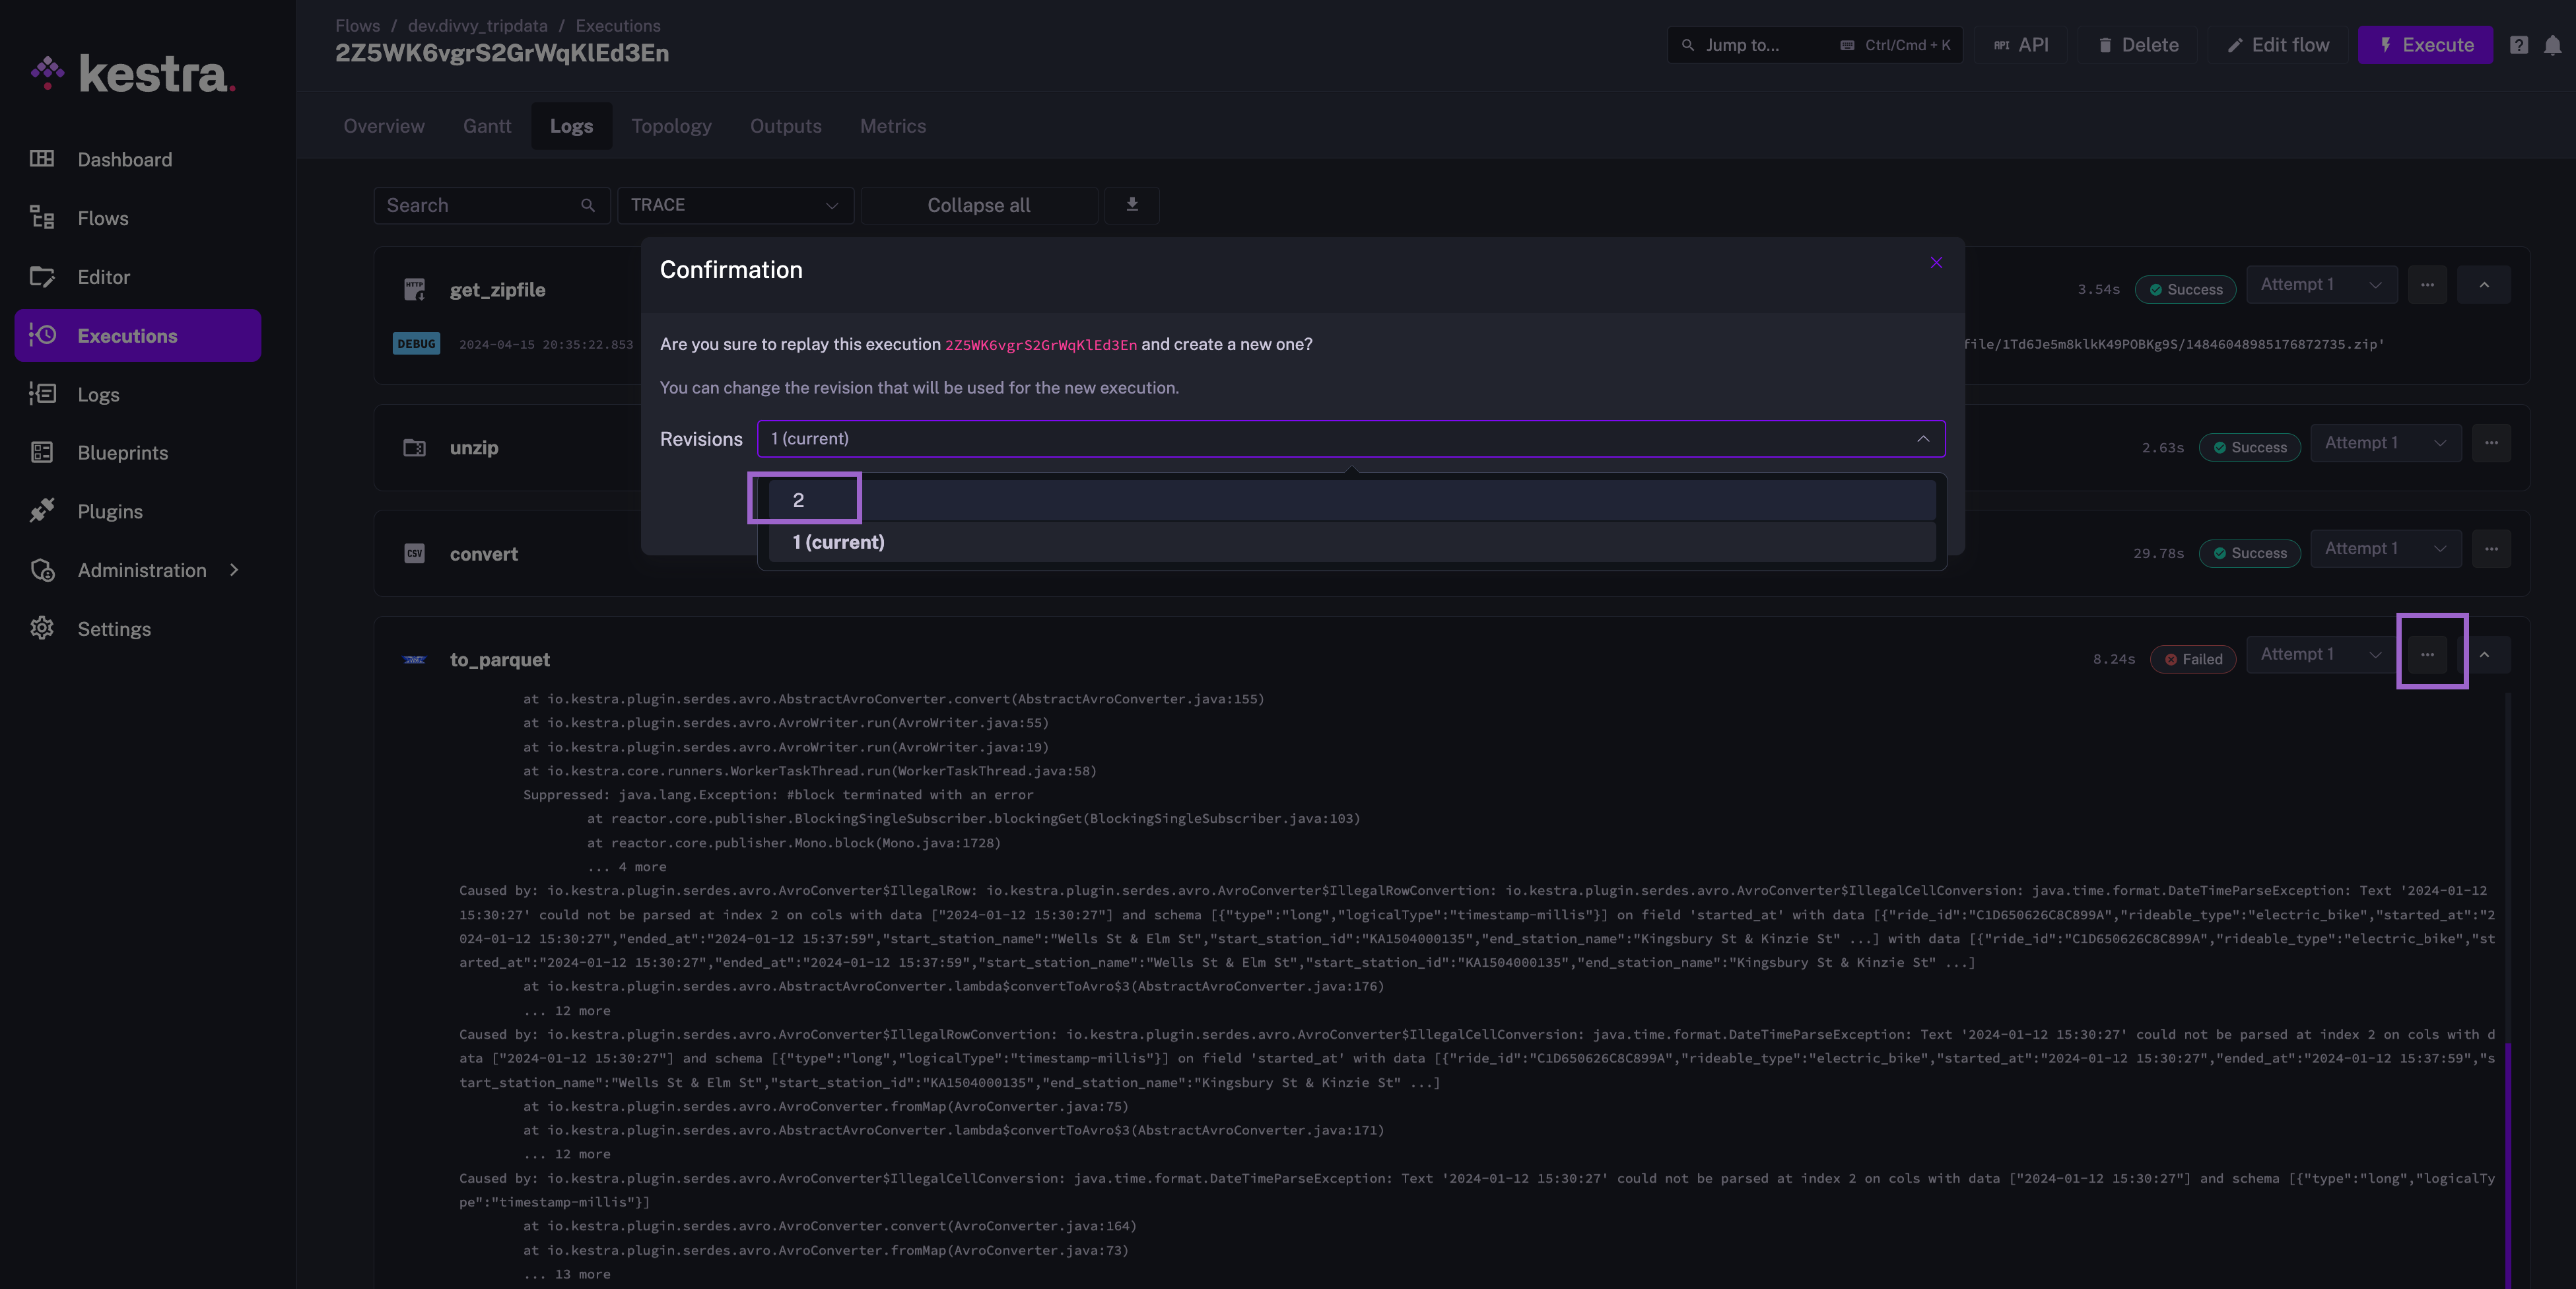 kestra.
Dashboard
Flows
Editor
Executions
Logs
Blueprints
Plugins
Administration
Settings
Flows / dev.divvy_tripdata / Executions
2Z5WK6vgrS2GrWqKlEd3En
Jump to... Ctrl/Cmd + K
API API
Delete
Edit flow
Execute
Overview Gantt Logs Topology Outputs Metrics
Search
TRACE
Collapse all
HTTP get_zipfile 3.54s Success Attempt 1
DEBUG 2024-04-15 20:35:22.853 file/1Td6Je5m8klkK49POBKg9S/14846048985176872735.zip'
Confirmation
Are you sure to replay this execution 2Z5WK6vgrS2GrWqKlEd3En and create a new one?
You can change the revision that will be used for the new execution.
Revisions 1 (current)
2
1 (current)
unzip 2.63s Success Attempt 1
CSV convert 29.78s Success Attempt 1
to_parquet 8.24s Failed Attempt 1
at io.kestra.plugin.serdes.avro.AbstractAvroConverter.convert(AbstractAvroConverter.java:155)
at io.kestra.plugin.serdes.avro.AvroWriter.run(AvroWriter.java:55)
at io.kestra.plugin.serdes.avro.AvroWriter.run(AvroWriter.java:19)
at io.kestra.core.runners.WorkerTaskThread.run(WorkerTaskThread.java:58)
Suppressed: java.lang.Exception: #block terminated with an error
at reactor.core.publisher.BlockingSingleSubscriber.blockingGet(BlockingSingleSubscriber.java:103)
at reactor.core.publisher.Mono.block(Mono.java:1728)
... 4 more
Caused by: io.kestra.plugin.serdes.avro.AvroConverter$IllegalRow: io.kestra.plugin.serdes.avro.AvroConverter$IllegalRowConvertion: io.kestra.plugin.serdes.avro.AvroConverter$IllegalCellConversion: java.time.format.DateTimeParseException: Text '2024-01-12
15:30:27' could not be parsed at index 2 on cols with data ["2024-01-12 15:30:27"] and schema [{"type":"long","logicalType":"timestamp-millis"}] on field 'started_at' with data [{"ride_id":"C1D650626C8C899A","rideable_type":"electric_bike","started_at":"2
024-01-12 15:30:27","ended_at":"2024-01-12 15:37:59","start_station_name":"Wells St & Elm St","start_station_id":"KA1504000135","end_station_name":"Kingsbury St & Kinzie St" ...] with data [{"ride_id":"C1D650626C8C899A","rideable_type":"electric_bike","st
arted_at":"2024-01-12 15:30:27","ended_at":"2024-01-12 15:37:59","start_station_name":"Wells St & Elm St","start_station_id":"KA1504000135","end_station_name":"Kingsbury St & Kinzie St" ...]
at io.kestra.plugin.serdes.avro.AbstractAvroConverter.lambda$convertToAvro$3(AbstractAvroConverter.java:176)
... 12 more
Caused by: io.kestra.plugin.serdes.avro.AvroConverter$IllegalRowConvertion: io.kestra.plugin.serdes.avro.AvroConverter$IllegalCellConversion: java.time.format.DateTimeParseException: Text '2024-01-12 15:30:27' could not be parsed at index 2 on cols with d
ata ["2024-01-12 15:30:27"] and schema [{"type":"long","logicalType":"timestamp-millis"}] on field 'started_at' with data [{"ride_id":"C1D650626C8C899A","rideable_type":"electric_bike","started_at":"2024-01-12 15:30:27","ended_at":"2024-01-12 15:37:59","s
tart_station_name":"Wells St & Elm St","start_station_id":"KA1504000135","end_station_name":"Kingsbury St & Kinzie St" ...]
at io.kestra.plugin.serdes.avro.AvroConverter.fromMap(AvroConverter.java:75)
at io.kestra.plugin.serdes.avro.AbstractAvroConverter.lambda$convertToAvro$3(AbstractAvroConverter.java:171)
... 12 more
Caused by: io.kestra.plugin.serdes.avro.AvroConverter$IllegalCellConversion: java.time.format.DateTimeParseException: Text '2024-01-12 15:30:27' could not be parsed at index 2 on cols with data ["2024-01-12 15:30:27"] and schema [{"type":"long","logicalTy
pe":"timestamp-millis"}]
at io.kestra.plugin.serdes.avro.AvroConverter.convert(AvroConverter.java:164)
at io.kestra.plugin.serdes.avro.AvroConverter.fromMap(AvroConverter.java:73)
... 13 more